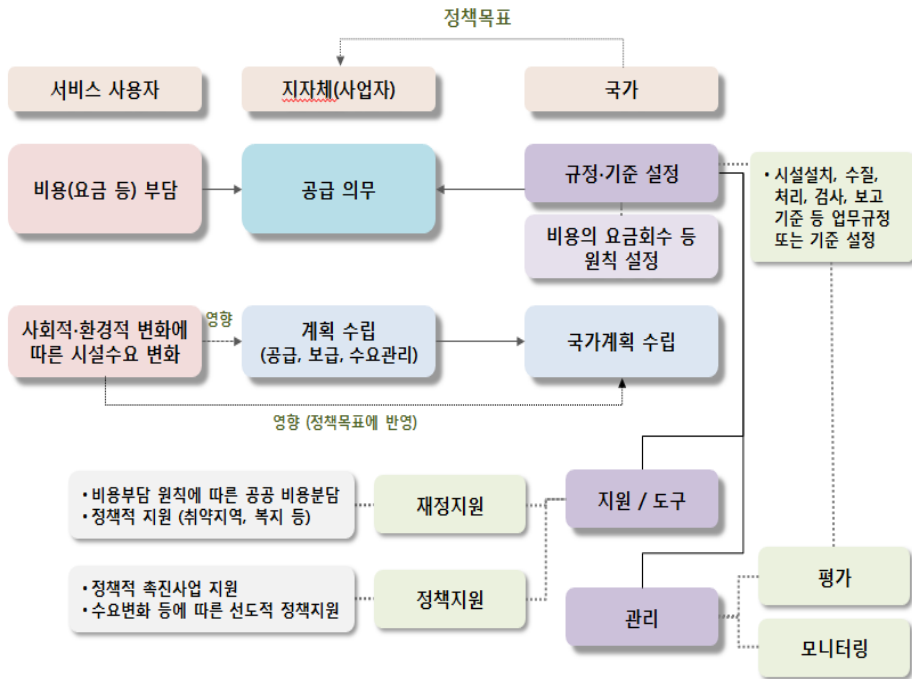 정책목표
서비스 사용자
지자체(사업자)
국가
비용(요금 등) 부담
공급 의무
규정·기준 설정
• 시설설치, 수질,
처리, 검사, 보고
기준 등 업무규정
또는 기준 설정
비용의 요금회수 등
원칙 설정
사회적·환경적 변화에
따른 시설수요 변화
영향
계획 수립
(공급, 보급, 수요관리)
국가계획 수립
영향 (정책목표에 반영)
• 비용부담 원칙에 따른 공공 비용분담
• 정책적 지원 (취약지역, 복지 등)
재정지원
지원 / 도구
• 정책적 촉진사업 지원
• 수요변화 등에 따른 선도적 정책지원
정책지원
관리
평가
모니터링